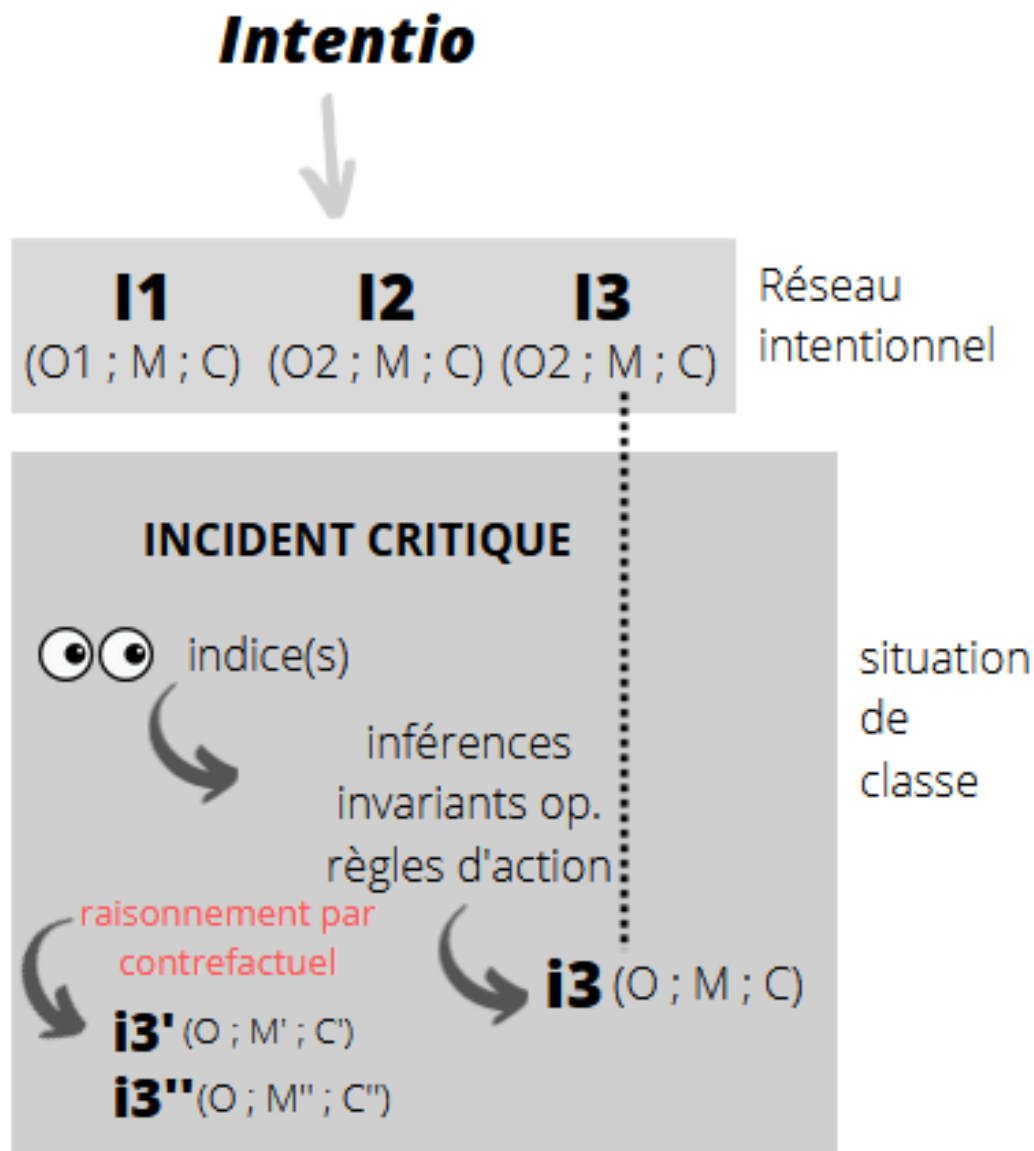 Intentio
I1 I2 I3
(O1 ; M ; C) (O2 ; M ; C) (O2 ; M ; C)
Réseau
intentionnel
INCIDENT CRITIQUE
indice(s)
inférences
invariants op.
règles d'action
raisonnement par
contrefactuel
i3 (O ; M ; C)
i3' (O ; M' ; C')
i3'' (O ; M" ; C")
situation
de
classe